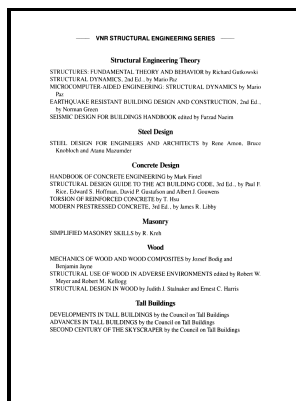 VNR STRUCTURAL ENGINEERING SERIES
Structural Engineering Theory
STRUCTURES: FUNDAMENTAL THEORY AND BEHAVIOR by Richard Gutkowski
STRUCTURAL DYNAMICS, 2nd Ed., by Mario Paz
MICROCOMPUTER-AIDED ENGINEERING: STRUCTURAL DYNAMICS by Mario
Paz
EARTHQUAKE RESISTANT BUILDING DESIGN AND CONSTRUCTION, 2nd Ed.,
by Norman Green
SEISMIC DESIGN FOR BUILDINGS HANDBOOK edited by Farzad Naeim
Steel Design
STEEL DESIGN FOR ENGINEERS AND ARCHITECTS by Rene Amon, Bruce
Knobloch and Atanu Mazumder
Concrete Design
HANDBOOK OF CONCRETE ENGINEERING by Mark Fintel
STRUCTURAL DESIGN GUIDE TO THE ACI BUILDING CODE, 3rd Ed., by Paul F.
Rice, Edward S. Hoffman, David P. Gustafson and Albert J. Gouwens
TORSION OF REINFORCED CONCRETE by T. Hsu
MODERN PRESTRESSED CONCRETE, 3rd Ed., by James R. Libby
Masonry
SIMPLIFIED MASONRY SKILLS by R. Kreh
Wood
MECHANICS OF WOOD AND WOOD COMPOSITES by Jozsef Bodig and
Benjamin Jayne
STRUCTURAL USE OF WOOD IN ADVERSE ENVIRONMENTS edited by Robert W.
Meyer and Robert M. Kellogg
STRUCTURAL DESIGN IN WOOD by Judith J. Stalnaker and Ernest C. Harris
Tall Buildings
DEVELOPMENTS IN TALL BUILDINGS by the Council on Tall Buildings
ADVANCES IN TALL BUILDINGS by the Council on Tall Buildings
SECOND CENTURY OF THE SKYSCRAPER by the Council on Tall Buildings